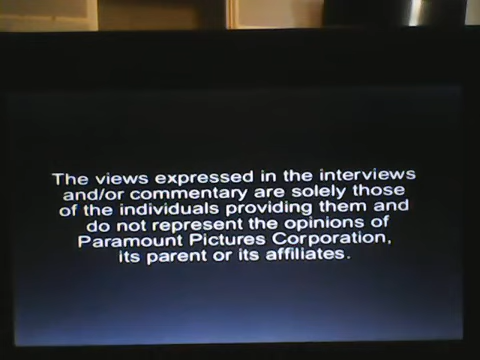 The views expressed in the interviews
and/or commentary are solely those
of the individuals providing them and
do not represent the opinions of
Paramount Pictures Corporation,
its parent or its affiliates.